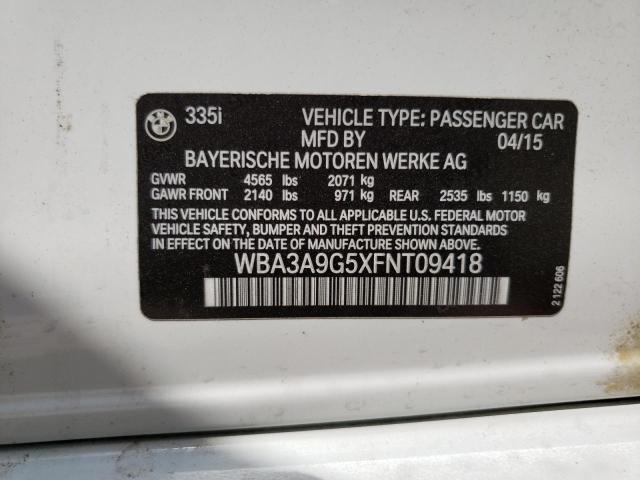 335i VEHICLE TYPE: PASSENGER CAR
MFD BY 04/15
BAYERISCHE MOTOREN WERKE AG
GVWR 4565 lbs 2071 kg
GAWR FRONT 2140 lbs 971 kg REAR 2535 lbs 1150 kg
THIS VEHICLE CONFORMS TO ALL APPLICABLE U.S. FEDERAL MOTOR
VEHICLE SAFETY, BUMPER AND THEFT PREVENTION STANDARDS
IN EFFECT ON THE DATE OF MANUFACTURE SHOWN ABOVE.
WBA3A9G5XFNT09418
2 122 606